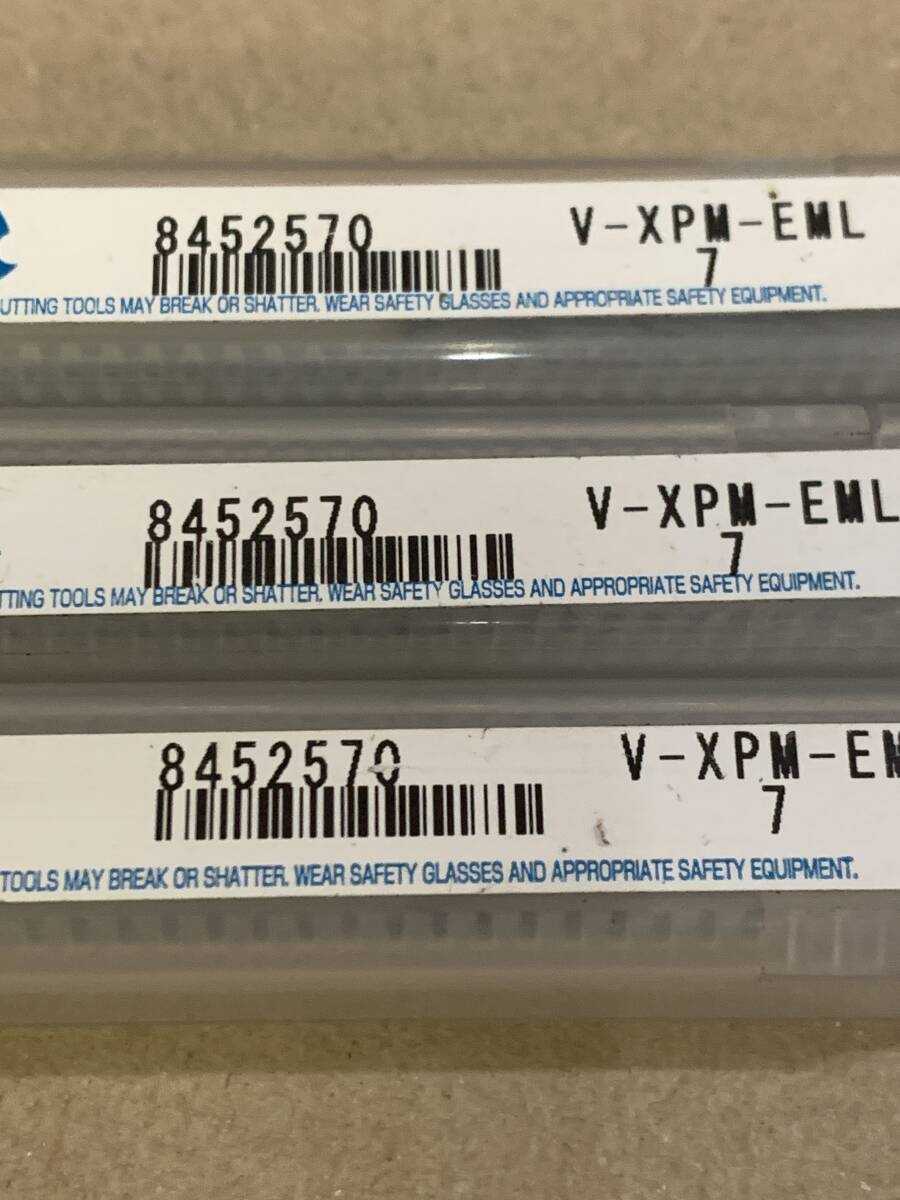 8452570 V-XPM-EML
7
UTTING TOOLS MAY BREAK OR SHATTER. WEAR SAFETY GLASSES AND APPROPRIATE SAFETY EQUIPMENT.
8452570 V-XPM-EML
7
TTING TOOLS MAY BREAK OR SHATTER. WEAR SAFETY GLASSES AND APPROPRIATE SAFETY EQUIPMENT.
8452570 V-XPM-EM
7
TOOLS MAY BREAK OR SHATTER. WEAR SAFETY GLASSES AND APPROPRIATE SAFETY EQUIPMENT.